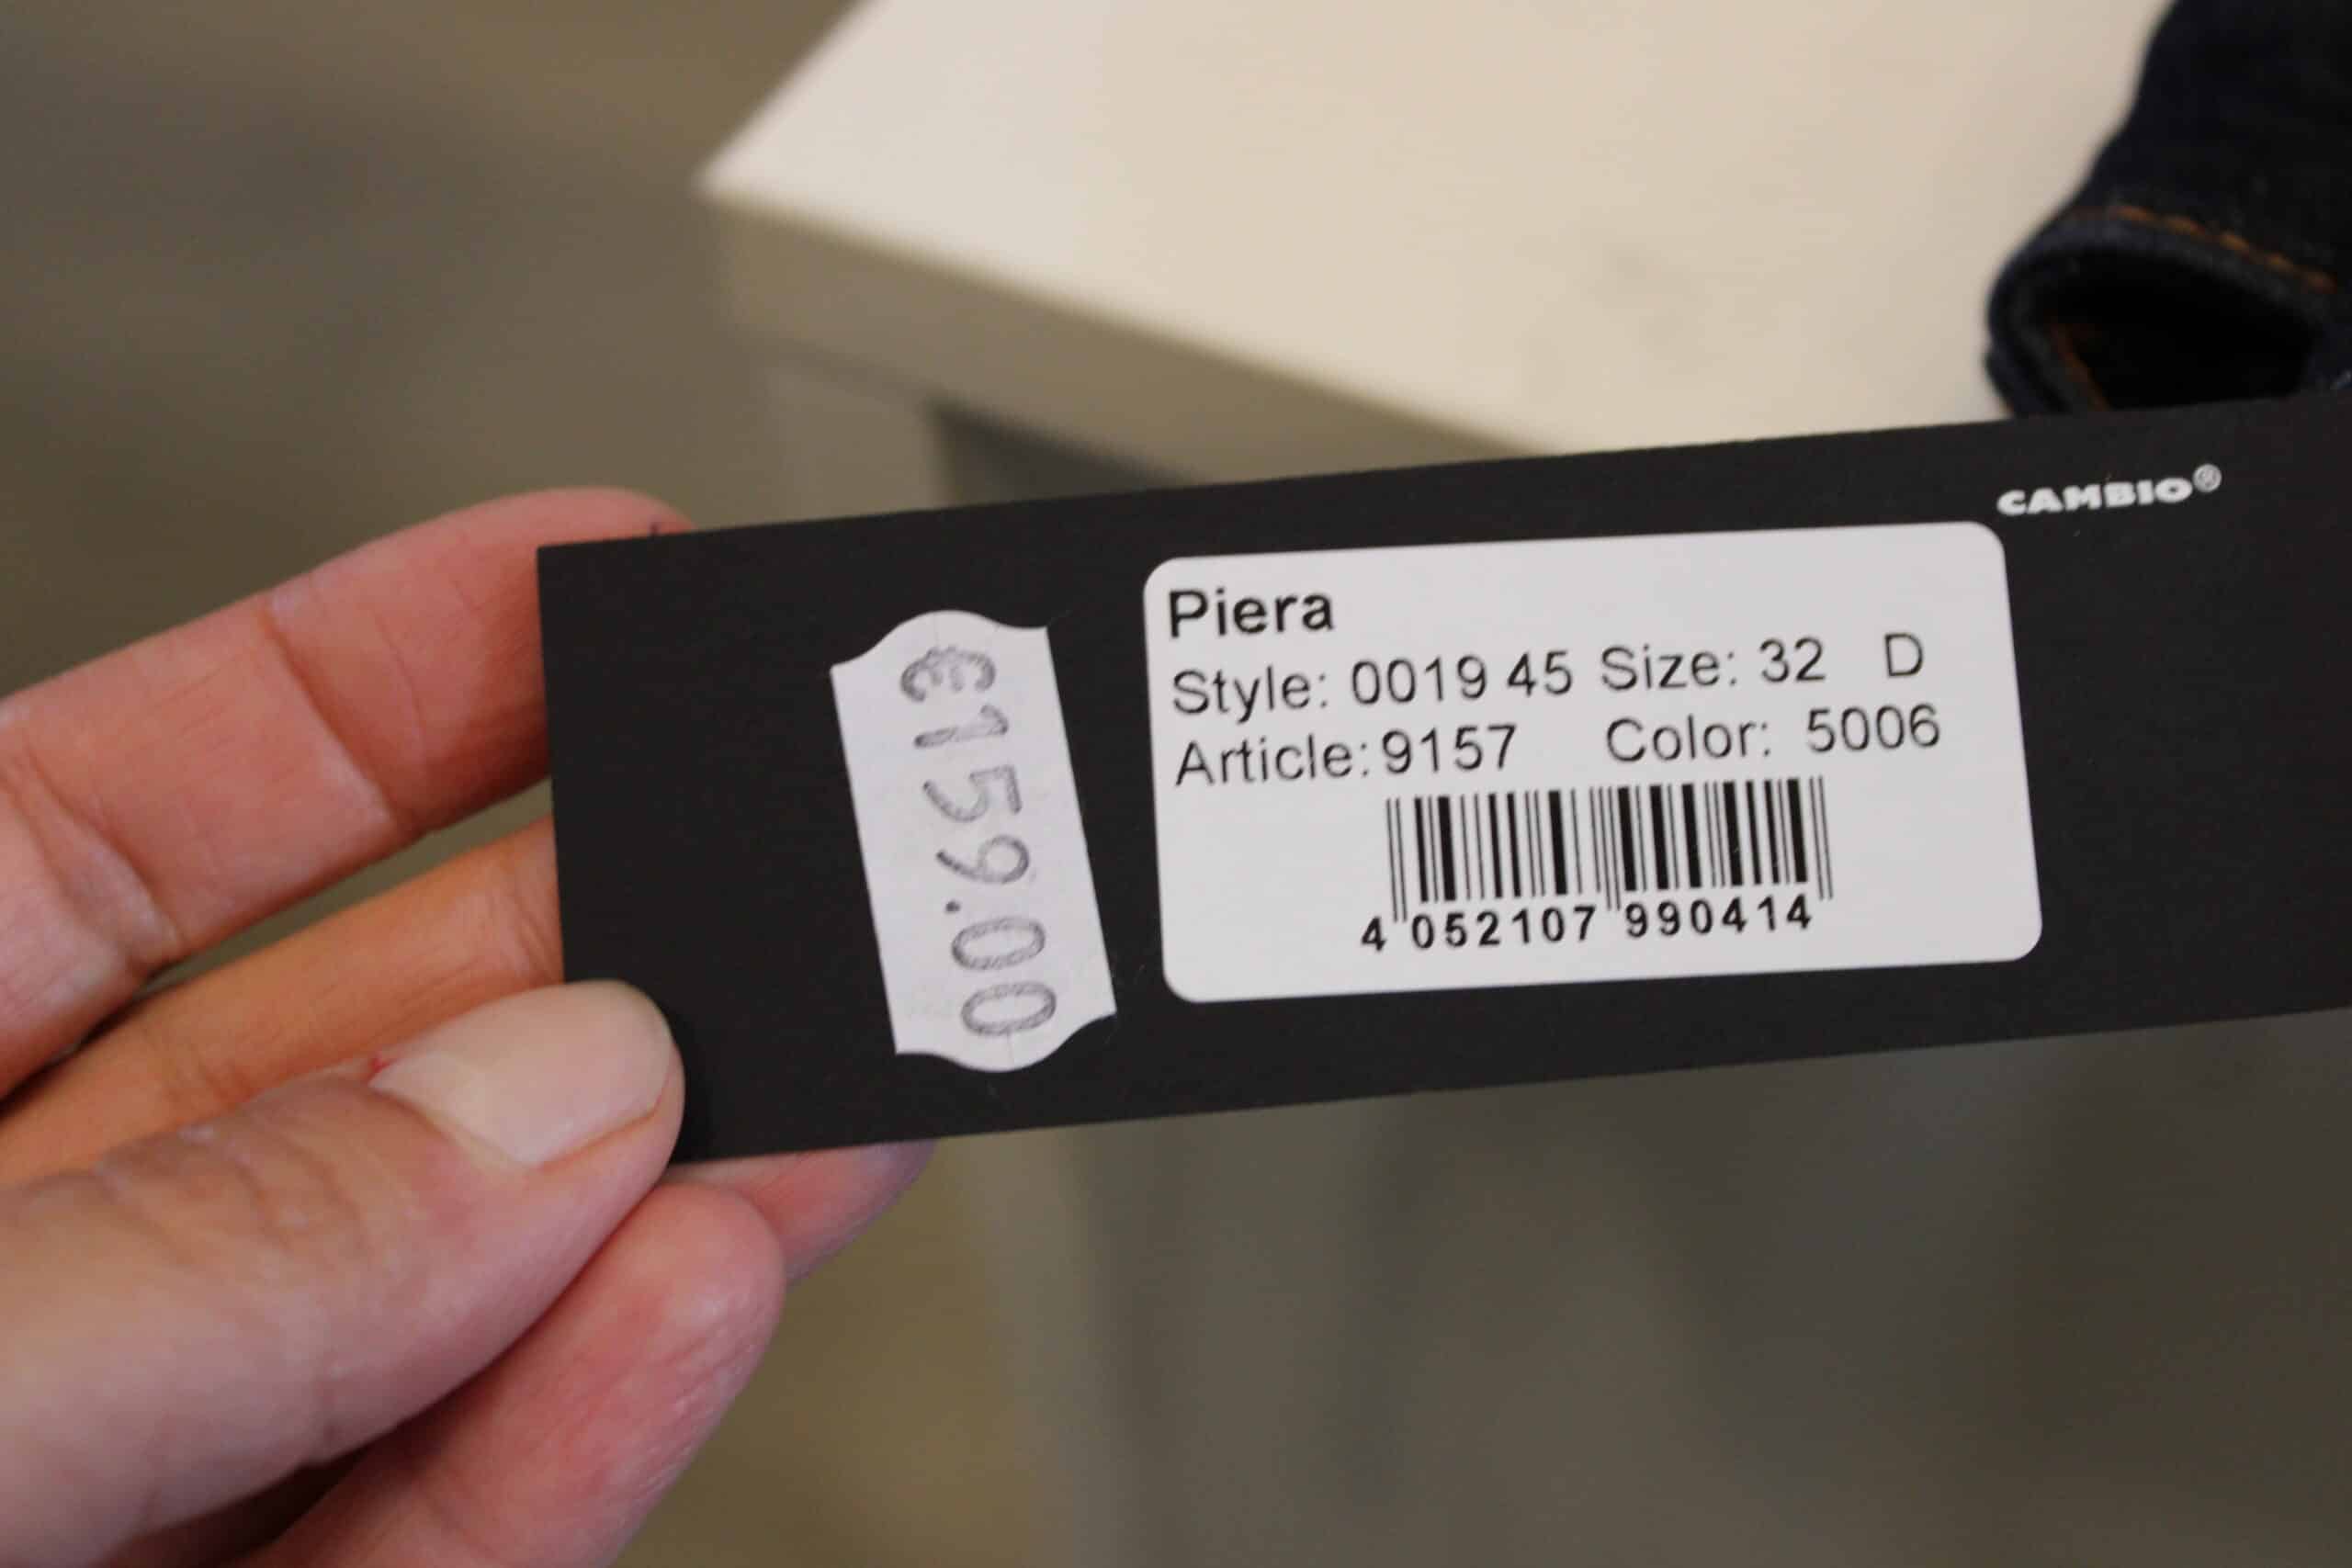 CAMBIO®
Piera
Style: 0019 45 Size: 32 D
Article: 9157 Color: 5006
4 052107 990414
€159.00